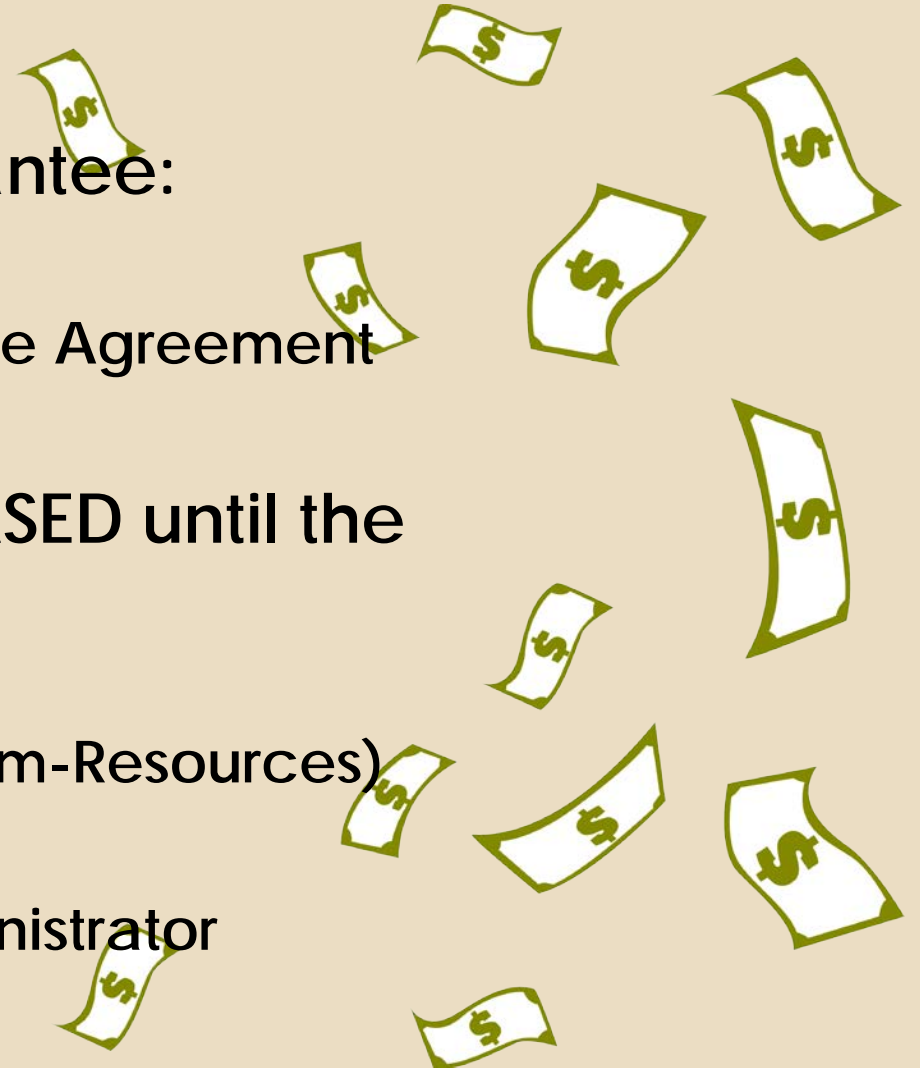 ntee:
e Agreement
SED until the
m-Resources)
nistrator